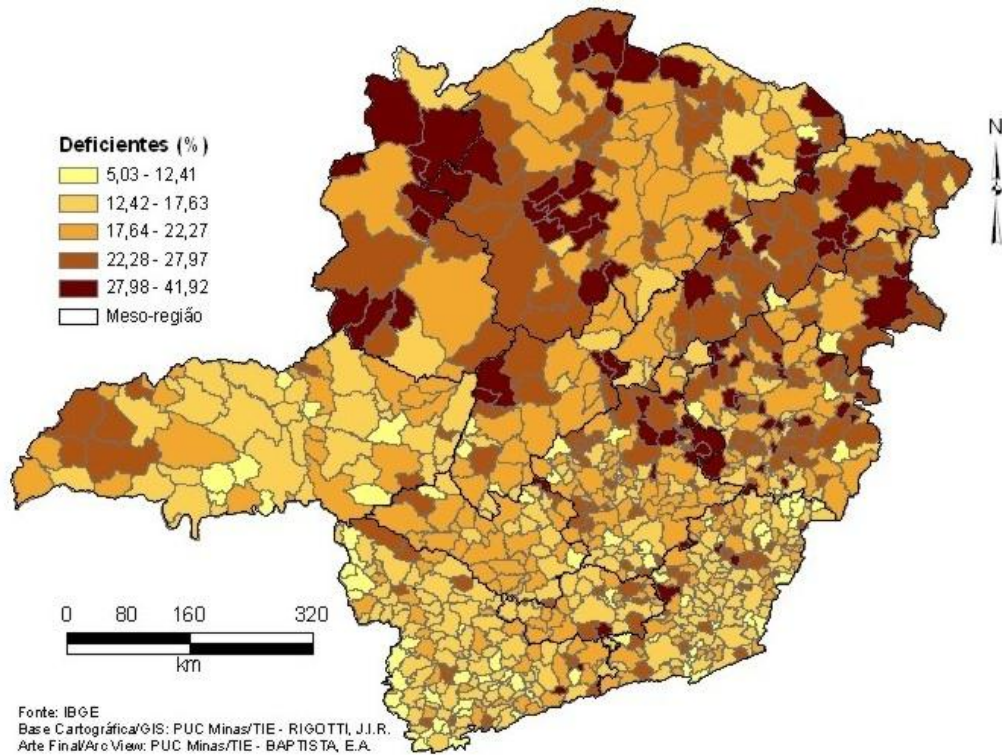 N
Deficientes (%)
5,03 - 12,41
12,42 - 17,63
17,64 - 22,27
22,28 - 27,97
27,98 - 41,92
Meso-região
0 80 160 320
km
Fonte: IBGE
Base Cartográfica/GIS: PUC Minas/TIE - RIGOTTI, J.I.R.
Arte Final/Arc View: PUC Minas/TIE - BAPTISTA, E.A.